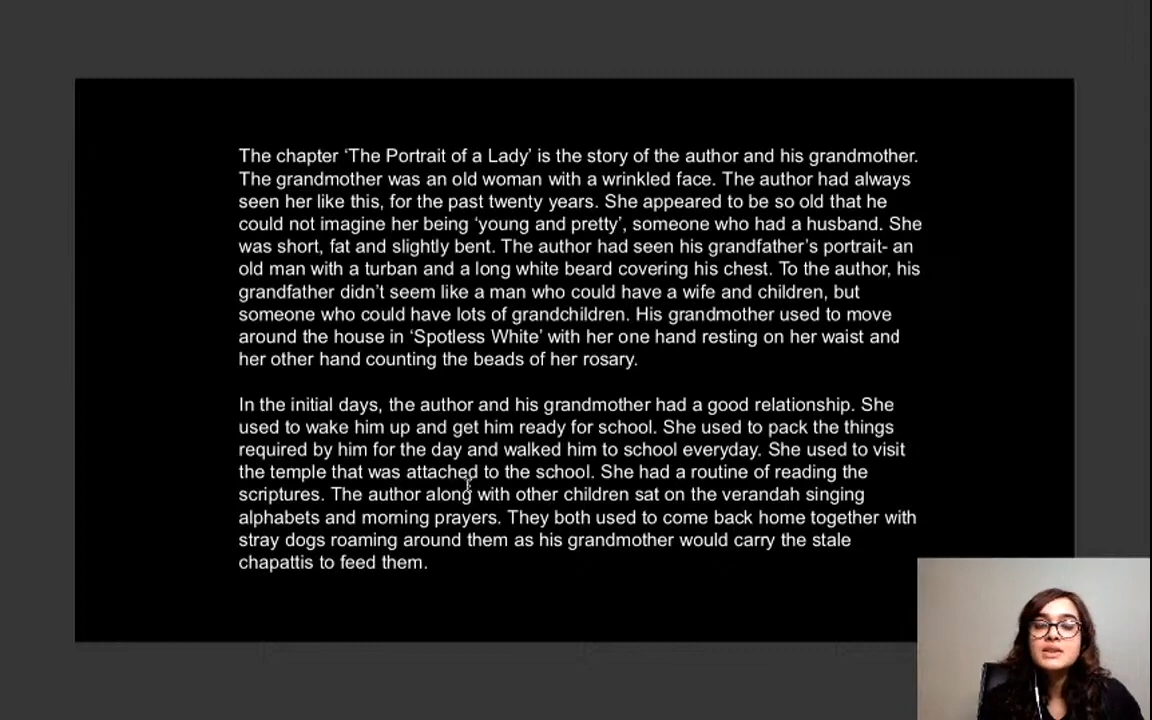 The chapter ‘The Portrait of a Lady’ is the story of the author and his grandmother.
The grandmother was an old woman with a wrinkled face. The author had always
seen her like this, for the past twenty years. She appeared to be so old that he
could not imagine her being ‘young and pretty’, someone who had a husband. She
was short, fat and slightly bent. The author had seen his grandfather’s portrait- an
old man with a turban and a long white beard covering his chest. To the author, his
grandfather didn’t seem like a man who could have a wife and children, but
someone who could have lots of grandchildren. His grandmother used to move
around the house in ‘Spotless White’ with her one hand resting on her waist and
her other hand counting the beads of her rosary.
In the initial days, the author and his grandmother had a good relationship. She
used to wake him up and get him ready for school. She used to pack the things
required by him for the day and walked him to school everyday. She used to visit
the temple that was attached to the school. She had a routine of reading the
scriptures. The author along with other children sat on the verandah singing
alphabets and morning prayers. They both used to come back home together with
stray dogs roaming around them as his grandmother would carry the stale
chapattis to feed them.